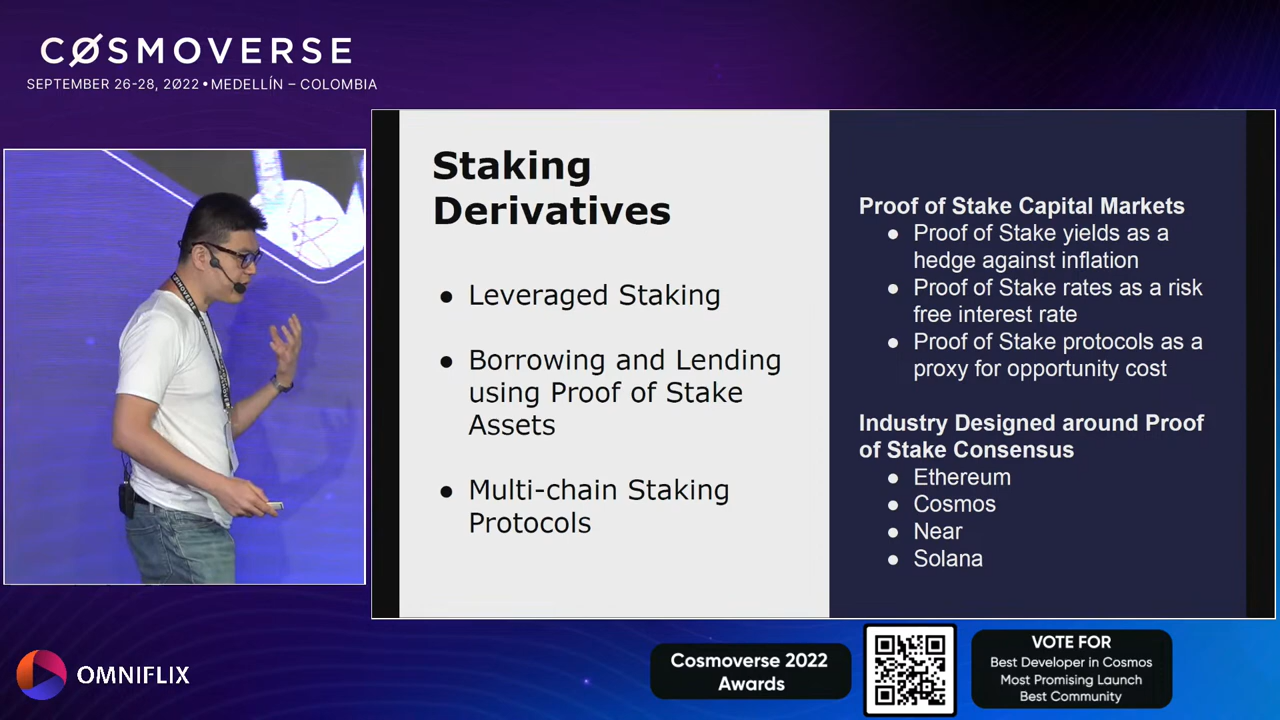 CØSMOVERSE
SEPTEMBER 26-28, 2Ø22 • MEDELLÍN – COLOMBIA
Staking
Derivatives
● Leveraged Staking
● Borrowing and Lending
using Proof of Stake
Assets
● Multi-chain Staking
Protocols
Proof of Stake Capital Markets
● Proof of Stake yields as a
hedge against inflation
● Proof of Stake rates as a risk
free interest rate
● Proof of Stake protocols as a
proxy for opportunity cost
Industry Designed around Proof
of Stake Consensus
● Ethereum
● Cosmos
● Near
● Solana
OMNIFLIX
Cosmoverse 2022
Awards
VOTE FOR
Best Developer in Cosmos
Most Promising Launch
Best Community